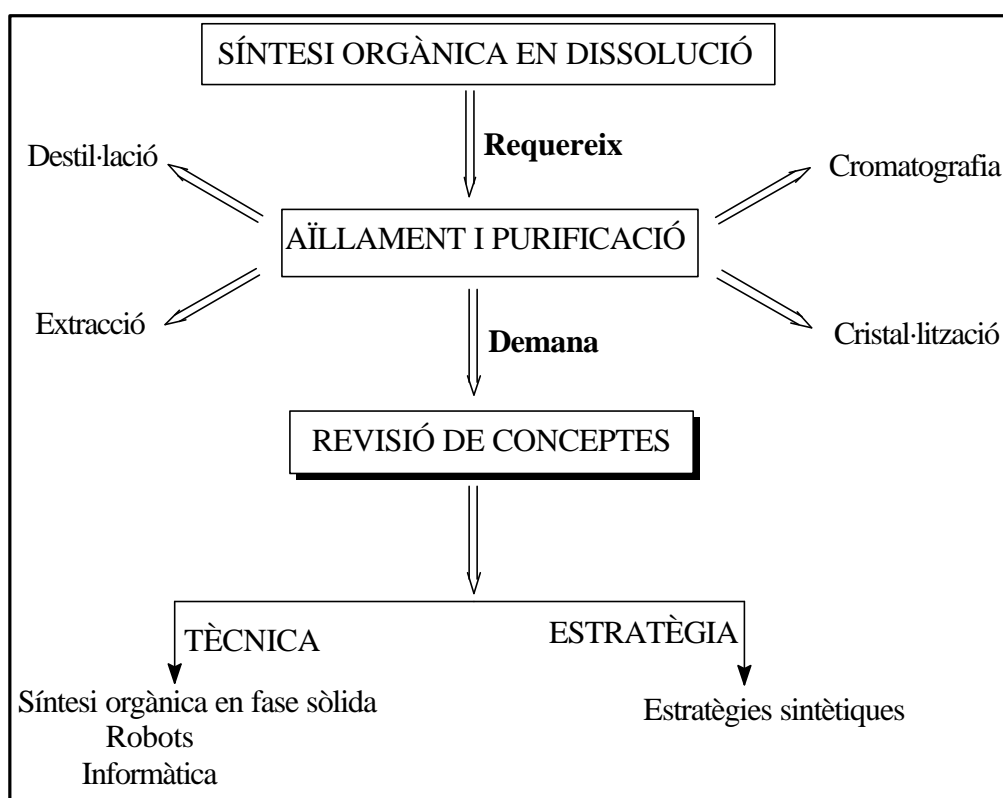 SÍNTESI ORGÀNICA EN DISSOLUCIÓ
Requereix
Destil·lació
Cromatografia
AÏLLAMENT I PURIFICACIÓ
Extracció
Demana
Cristal·lització
REVISIÓ DE CONCEPTES
TÈCNICA
ESTRATÈGIA
Síntesi orgànica en fase sòlida
Robots
Informàtica
Estratègies sintètiques